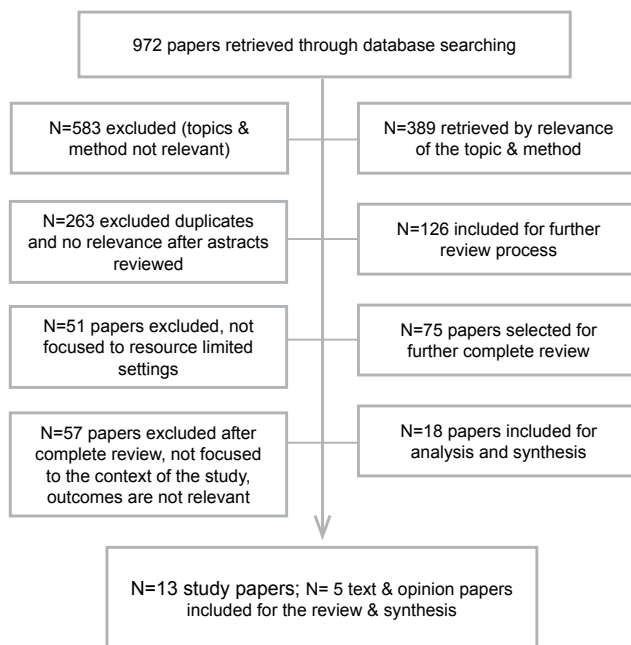 972 papers retrieved through database searching
N=583 excluded (topics &
method not relevant)
N=389 retrieved by relevance
of the topic & method
N=263 excluded duplicates
and no relevance after astracts
reviewed
N=126 included for further
review process
N=51 papers excluded, not
focused to resource limited
settings
N=75 papers selected for
further complete review
N=57 papers excluded after
complete review, not focused
to the context of the study,
outcomes are not relevant
N=18 papers included for
analysis and synthesis
N=13 study papers; N= 5 text & opinion papers
included for the review & synthesis